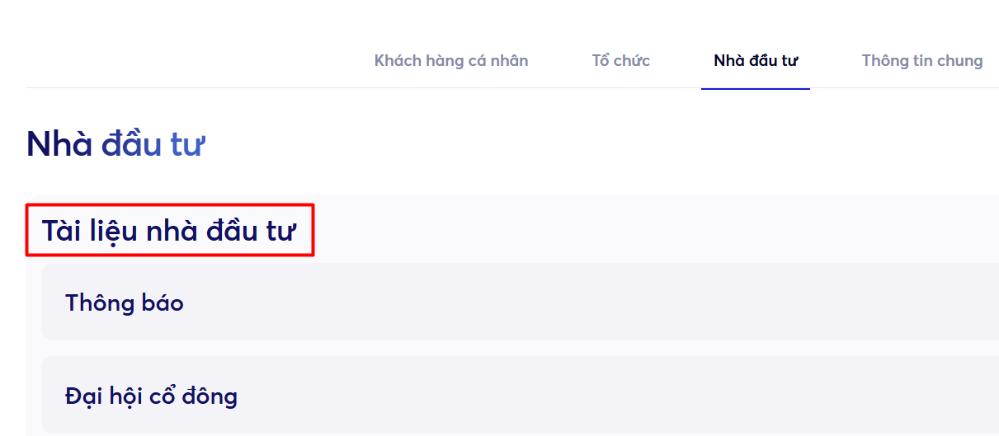 Khách hàng cá nhân Tổ chức Nhà đầu tư Thông tin chung
Nhà đầu tư
Tài liệu nhà đầu tư
Thông báo
Đại hội cổ đông